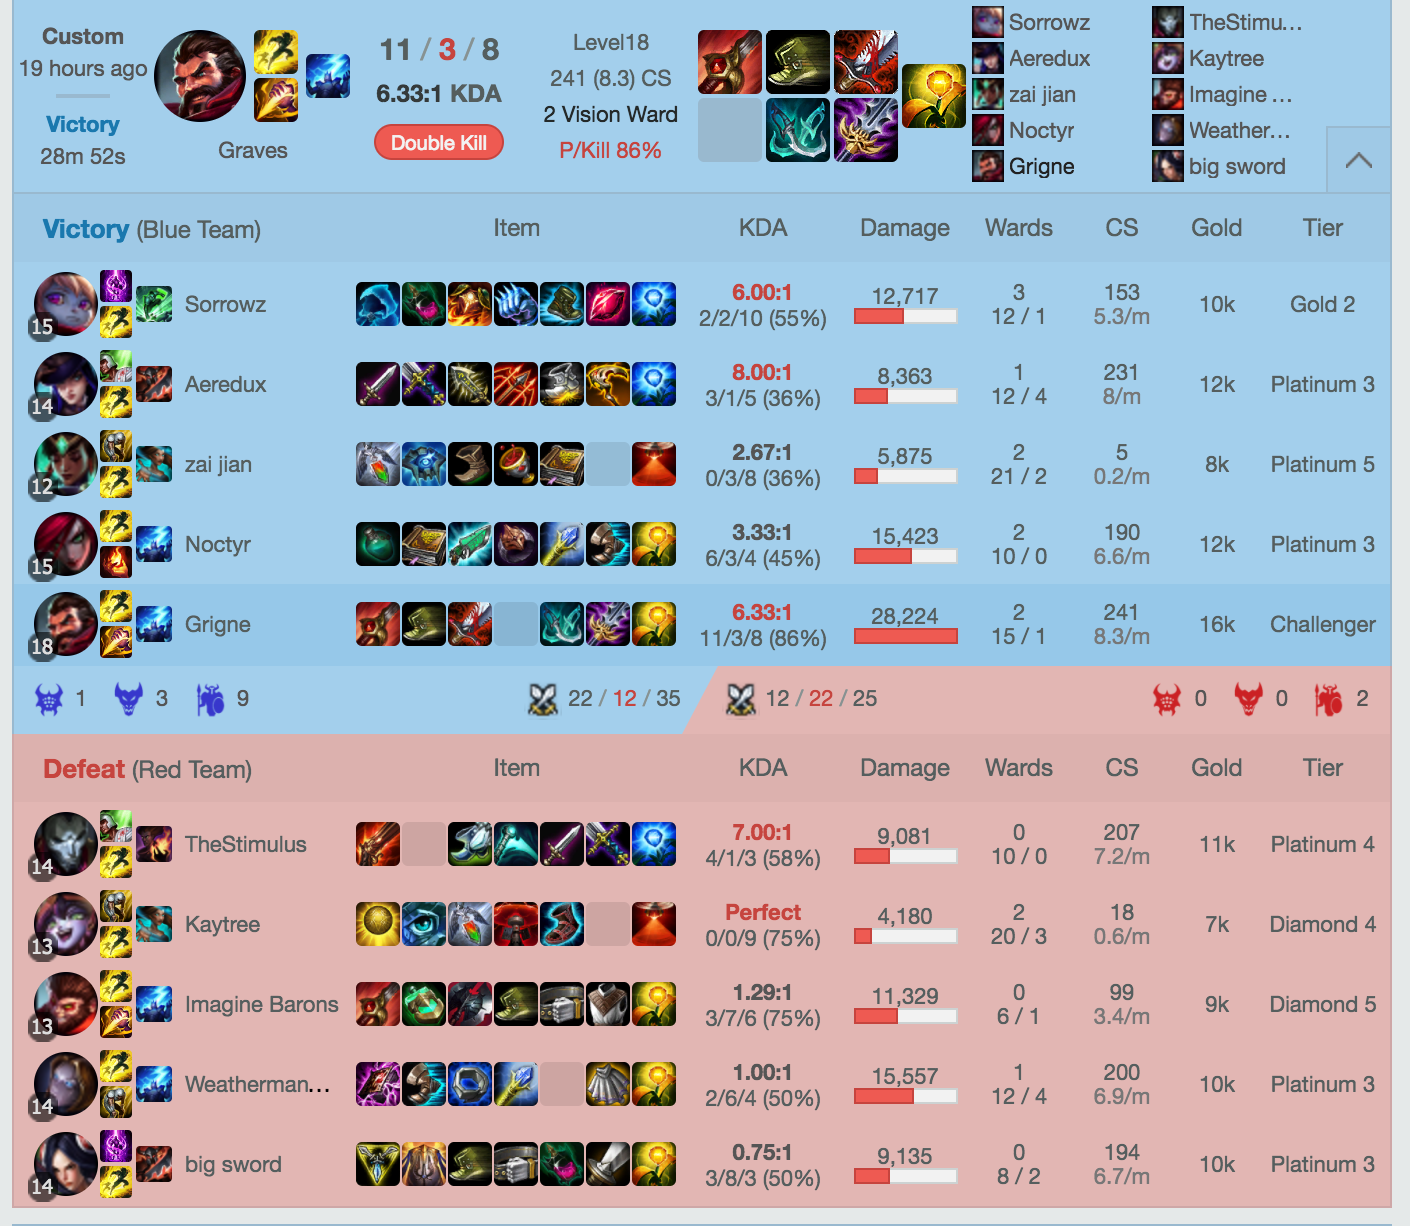 Custom
19 hours ago
Victory
28m 52s
Graves
11 / 3 / 8
6.33:1 KDA
Double Kill
Level18
241 (8.3) CS
2 Vision Ward
P/Kill 86%
Sorrowz
Aeredux
zai jian
Noctyr
Grigne
TheStimu...
Kaytree
Imagine ...
Weather...
big sword
Victory (Blue Team) Item KDA Damage Wards CS Gold Tier
15 Sorrowz 6.00:1 2/2/10 (55%) 12,717 3 12 / 1 153 5.3/m 10k Gold 2
14 Aeredux 8.00:1 3/1/5 (36%) 8,363 1 12 / 4 231 8/m 12k Platinum 3
12 zai jian 2.67:1 0/3/8 (36%) 5,875 2 21 / 2 5 0.2/m 8k Platinum 5
15 Noctyr 3.33:1 6/3/4 (45%) 15,423 2 10 / 0 190 6.6/m 12k Platinum 3
18 Grigne 6.33:1 11/3/8 (86%) 28,224 2 15 / 1 241 8.3/m 16k Challenger
1 3 9 22 / 12 / 35 12 / 22 / 25 0 0 2
Defeat (Red Team) Item KDA Damage Wards CS Gold Tier
14 TheStimulus 7.00:1 4/1/3 (58%) 9,081 0 10 / 0 207 7.2/m 11k Platinum 4
13 Kaytree Perfect 0/0/9 (75%) 4,180 2 20 / 3 18 0.6/m 7k Diamond 4
13 Imagine Barons 1.29:1 3/7/6 (75%) 11,329 0 6 / 1 99 3.4/m 9k Diamond 5
14 Weatherman... 1.00:1 2/6/4 (50%) 15,557 1 12 / 4 200 6.9/m 10k Platinum 3
14 big sword 0.75:1 3/8/3 (50%) 9,135 0 8 / 2 194 6.7/m 10k Platinum 3